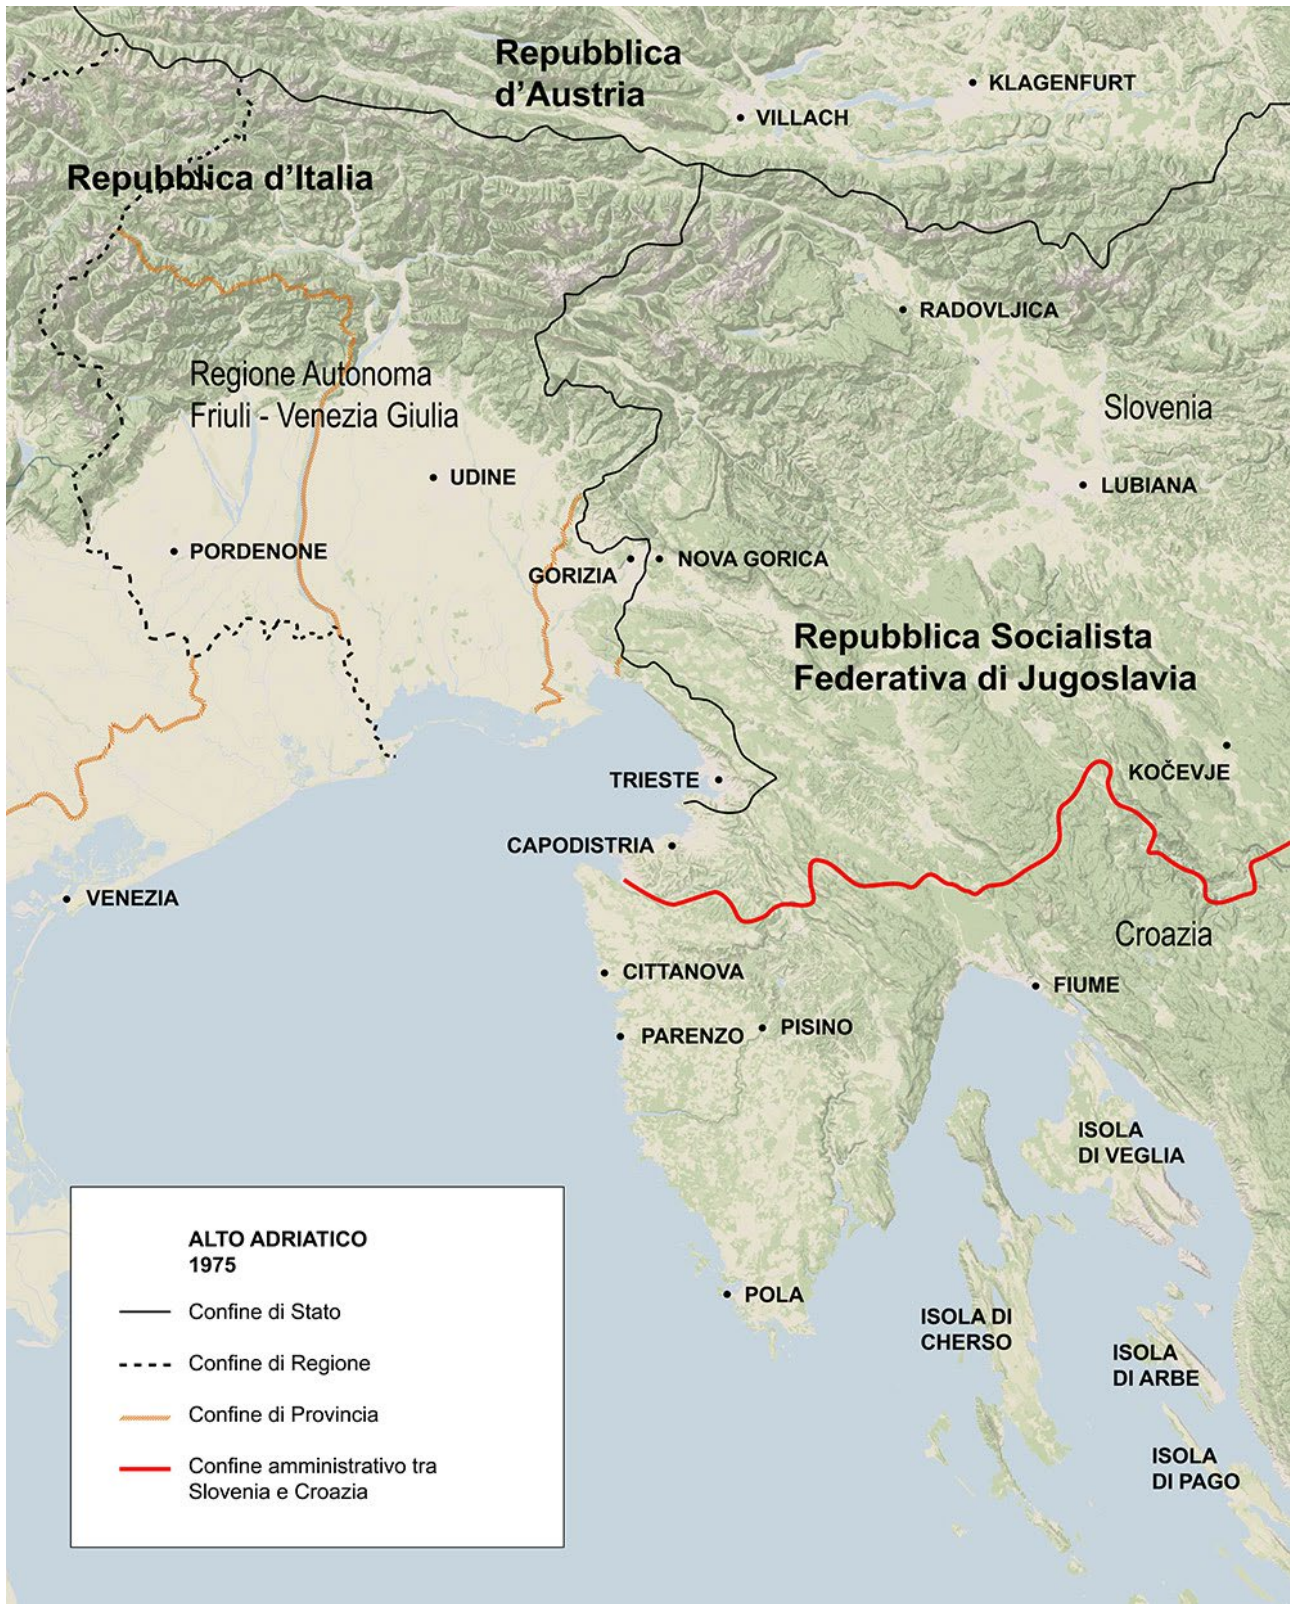 Repubblica
d'Austria
KLAGENFURT
VILLACH
Repubblica d'Italia
RADOVLJICA
Regione Autonoma
Friuli - Venezia Giulia
Slovenia
UDINE
LUBIANA
PORDENONE
GORIZIA
NOVA GORICA
Repubblica Socialista
Federativa di Jugoslavia
TRIESTE
KOČEVJE
CAPODISTRIA
VENEZIA
Croazia
CITTANOVA
FIUME
PARENZO
PISINO
ISOLA
DI VEGLIA
POLA
ISOLA DI
CHERSO
ISOLA
DI ARBE
ISOLA
DI PAGO
ALTO ADRIATICO
1975
Confine di Stato
Confine di Regione
Confine di Provincia
Confine amministrativo tra
Slovenia e Croazia